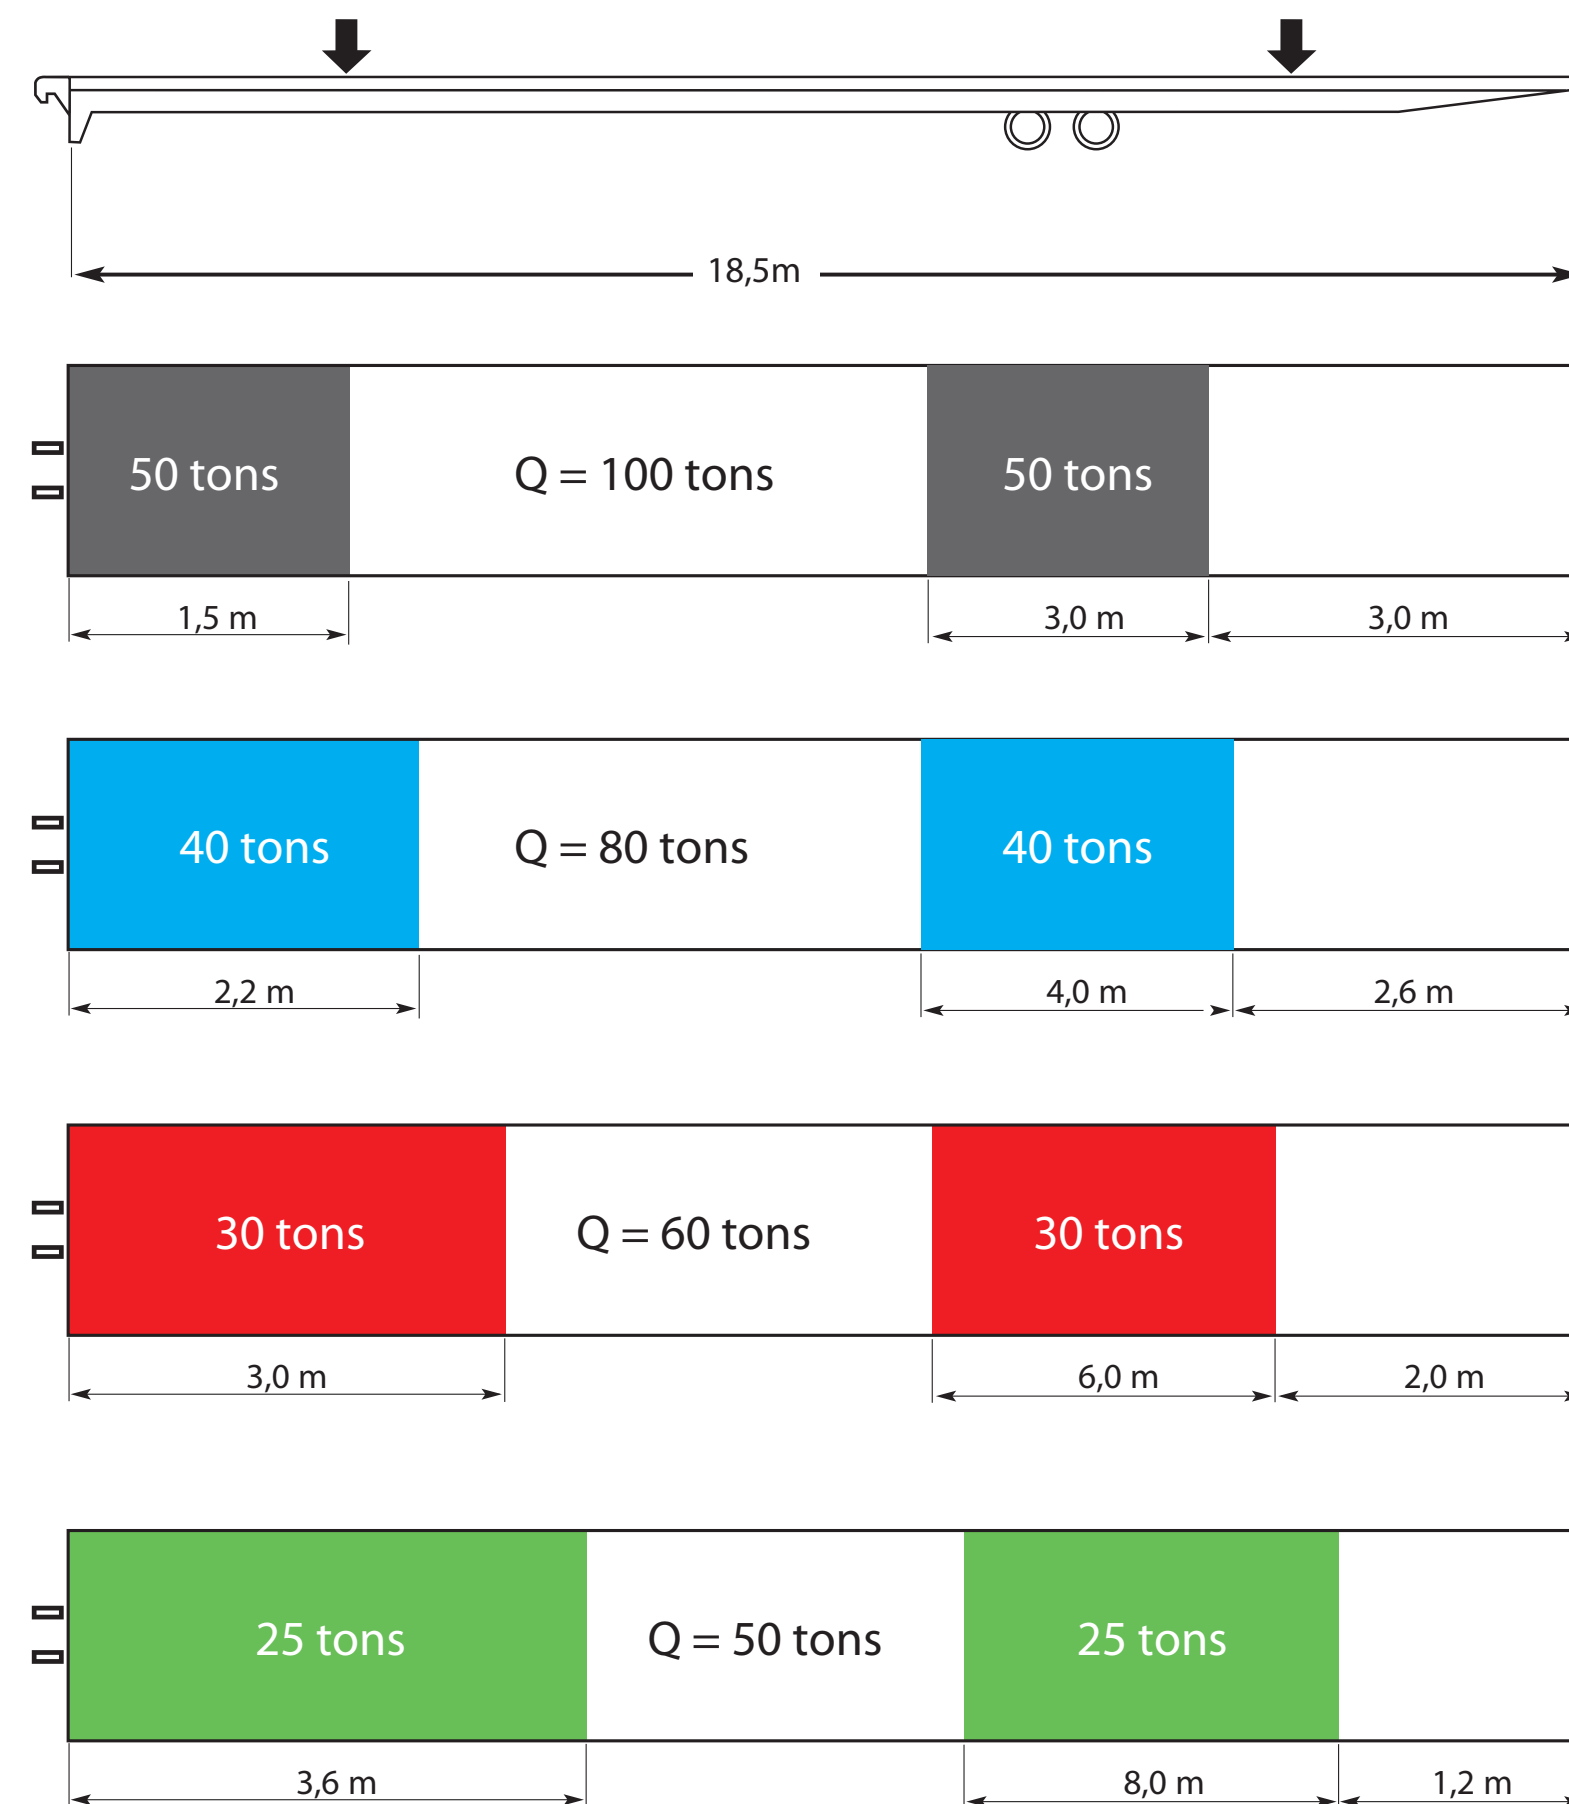 18,5m
50 tons
Q = 100 tons
50 tons
1,5 m
3,0 m
3,0 m
40 tons
Q = 80 tons
40 tons
2,2 m
4,0 m
2,6 m
30 tons
Q = 60 tons
30 tons
3,0 m
6,0 m
2,0 m
25 tons
Q = 50 tons
25 tons
3,6 m
8,0 m
1,2 m